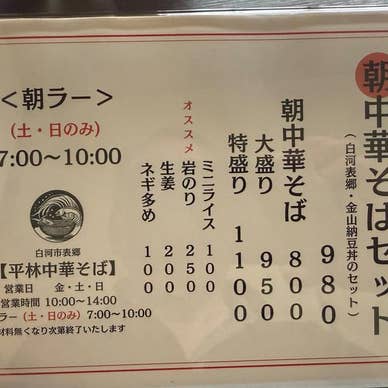 朝中華そばセット
（白河表郷・金山納豆丼のセット）
980
朝中華そば 800
大盛り 950
特盛り 1100
ミニライス 100
オススメ
岩のり 250
生姜 200
ネギ多め 100
＜朝ラー＞
（土・日のみ）
7:00～10:00
白河市表郷
【平林中華そば】
営業日 金・土・日
営業時間 10:00～14:00
ラー（土・日のみ）7:00～10:00
材料無くなり次第終了いたします